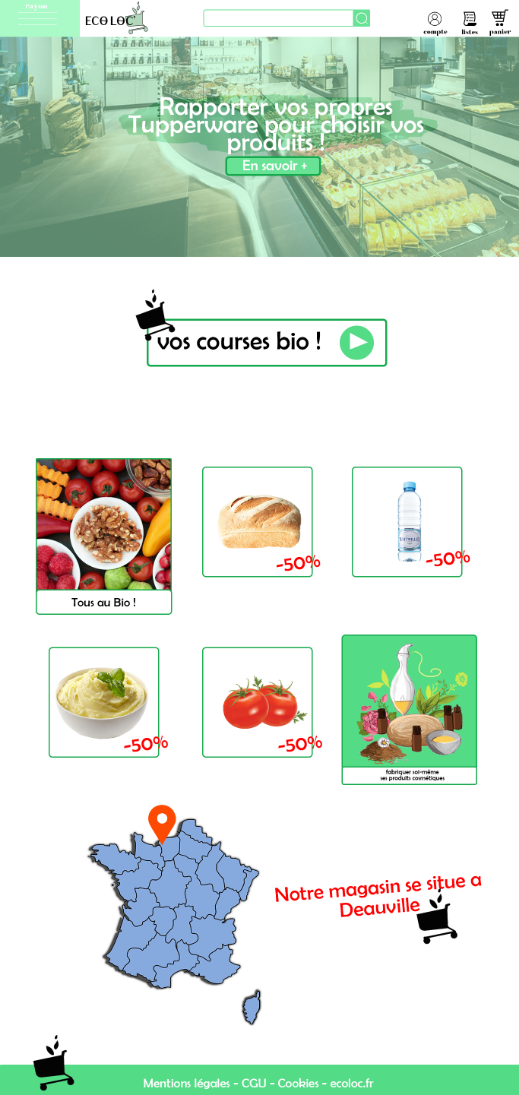 rayon
ECO LOC
compte
listes
panier
Rapporter vos propres
Tupperware pour choisir vos
produits !
En savoir +
vos courses bio !
-50%
-50%
Tous au Bio !
-50%
-50%
fabriquer soi-même
ses produits cosmétiques
Notre magasin se situe a
Deauville
Mentions légales - CGU - Cookies - ecoloc.fr